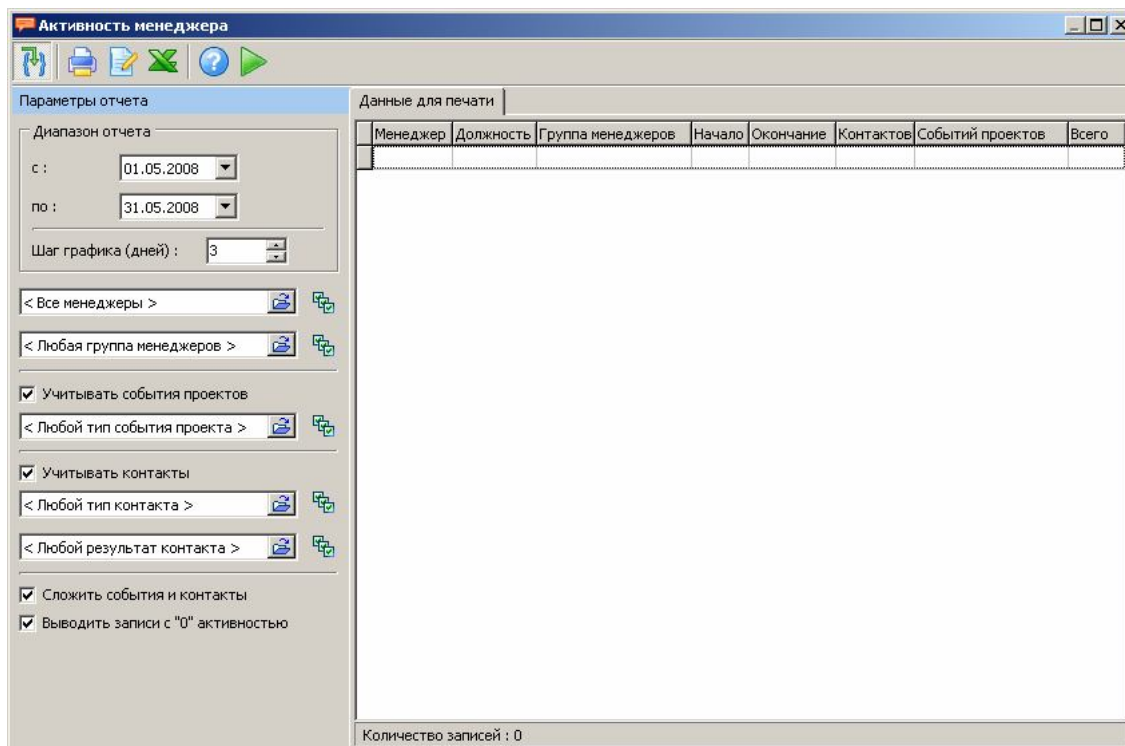 Активность менеджера
Параметры отчета
Диапазон отчета
с :
01.05.2008
по :
31.05.2008
Шаг графика (дней) :
3
< Все менеджеры >
< Любая группа менеджеров >
Учитывать события проектов
< Любой тип события проекта >
Учитывать контакты
< Любой тип контакта >
< Любой результат контакта >
Сложить события и контакты
Выводить записи с "0" активностью
Данные для печати
Менеджер Должность Группа менеджеров Начало Окончание Контактов Событий проектов Всего
Количество записей : 0